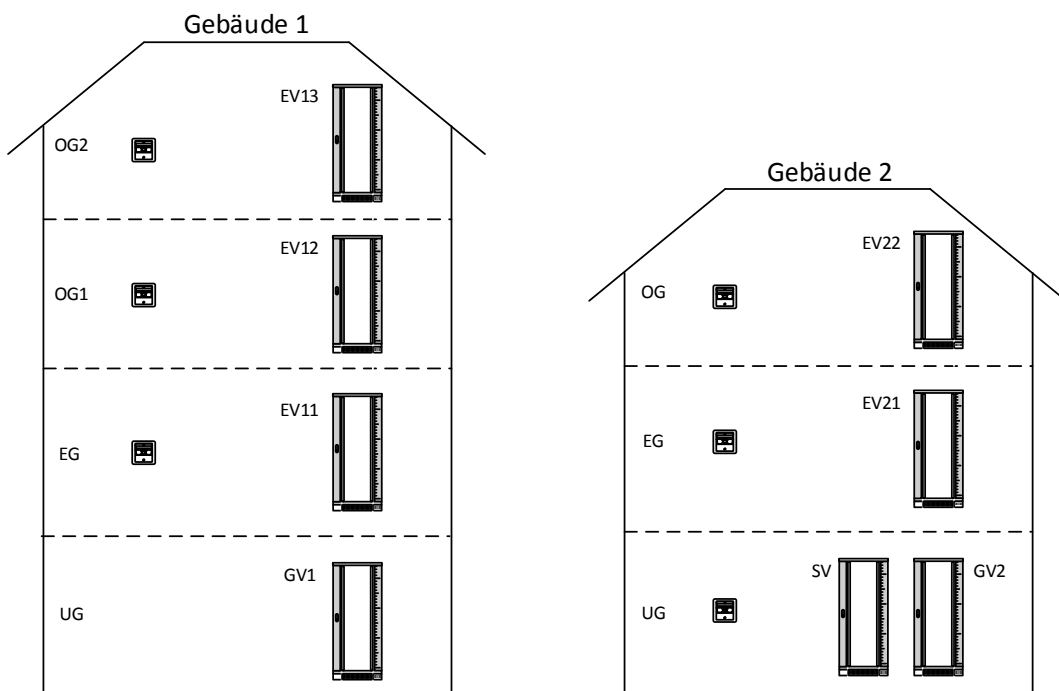 Gebäude 1
EV13
OG2
EV12
OG1
EV11
EG
GV1
UG
Gebäude 2
EV22
OG
EV21
EG
SV
GV2
UG